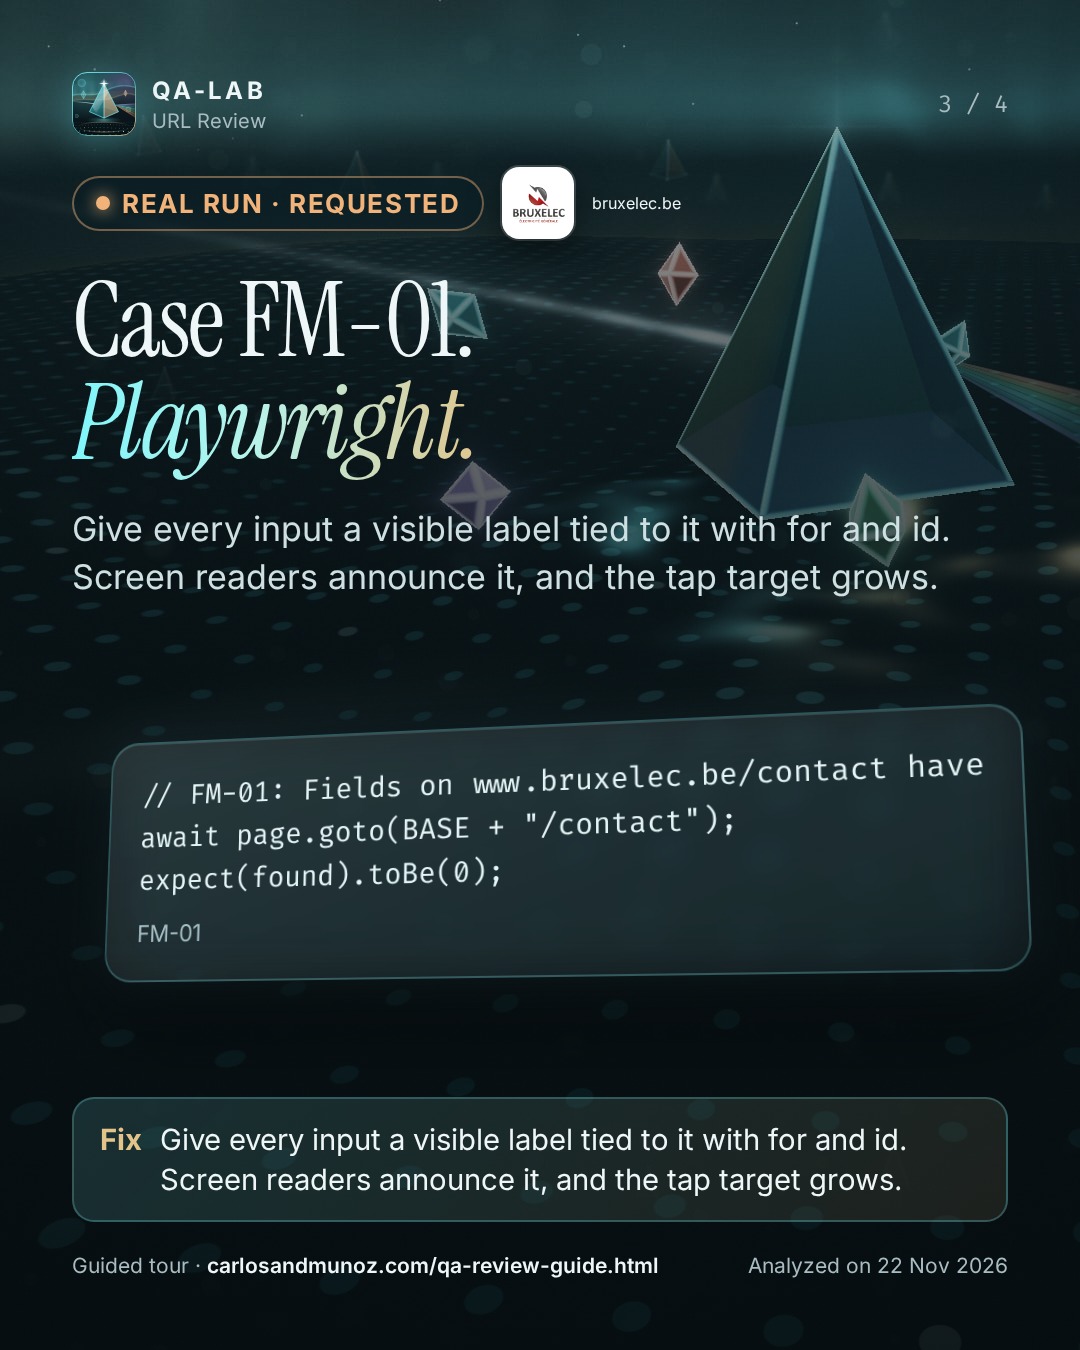 QA-LAB
URL Review
3 / 4
REAL RUN · REQUESTED
BRUXELEC
ÉLECTRICITÉ GÉNÉRALE
bruxelec.be
Case FM-01.
Playwright.
Give every input a visible label tied to it with for and id.
Screen readers announce it, and the tap target grows.
// FM-01: Fields on www.bruxelec.be/contact have
await page.goto(BASE + "/contact");
expect(found).toBe(0);
FM-01
Fix Give every input a visible label tied to it with for and id.
Screen readers announce it, and the tap target grows.
Guided tour · carlosandmunoz.com/qa-review-guide.html
Analyzed on 22 Nov 2026